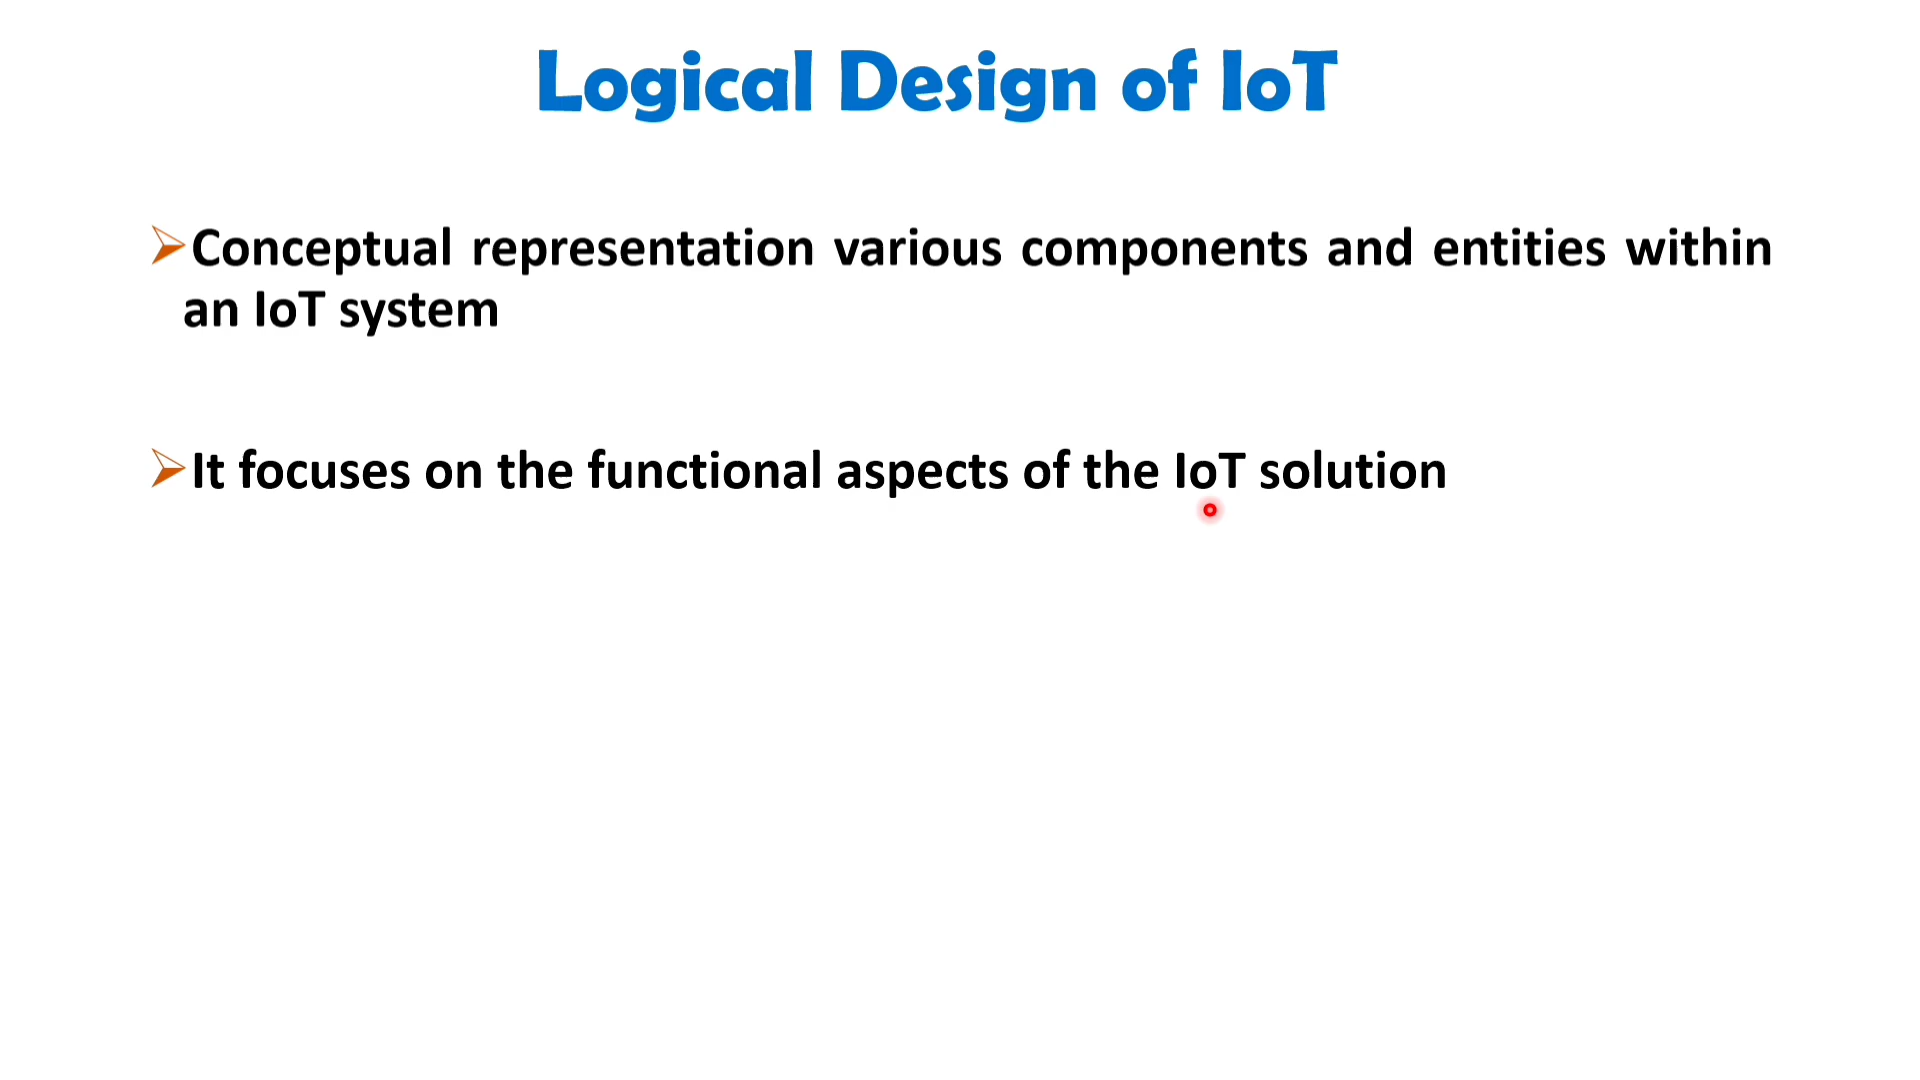 Logical Design of IoT
Conceptual representation various components and entities within
an IoT system
It focuses on the functional aspects of the IoT solution